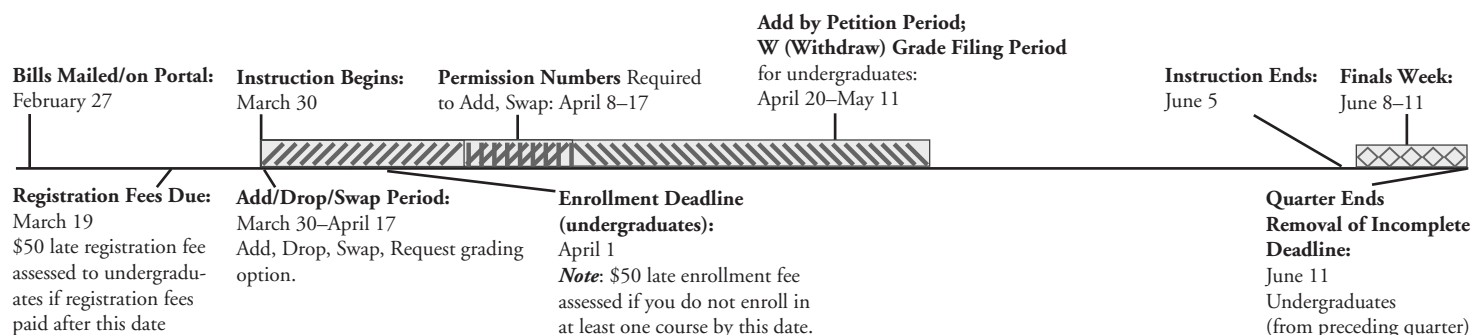 Bills Mailed/on Portal:
February 27
Instruction Begins:
March 30
Permission Numbers Required
to Add, Swap: April 8–17
Add by Petition Period;
W (Withdraw) Grade Filing Period
for undergraduates:
April 20–May 11
Instruction Ends:
June 5
Finals Week:
June 8–11
Registration Fees Due:
March 19
$50 late registration fee
assessed to undergradu-
ates if registration fees
paid after this date
Add/Drop/Swap Period:
March 30–April 17
Add, Drop, Swap, Request grading
option.
Enrollment Deadline
(undergraduates):
April 1
Note: $50 late enrollment fee
assessed if you do not enroll in
at least one course by this date.
Quarter Ends
Removal of Incomplete
Deadline:
June 11
Undergraduates
(from preceding quarter)